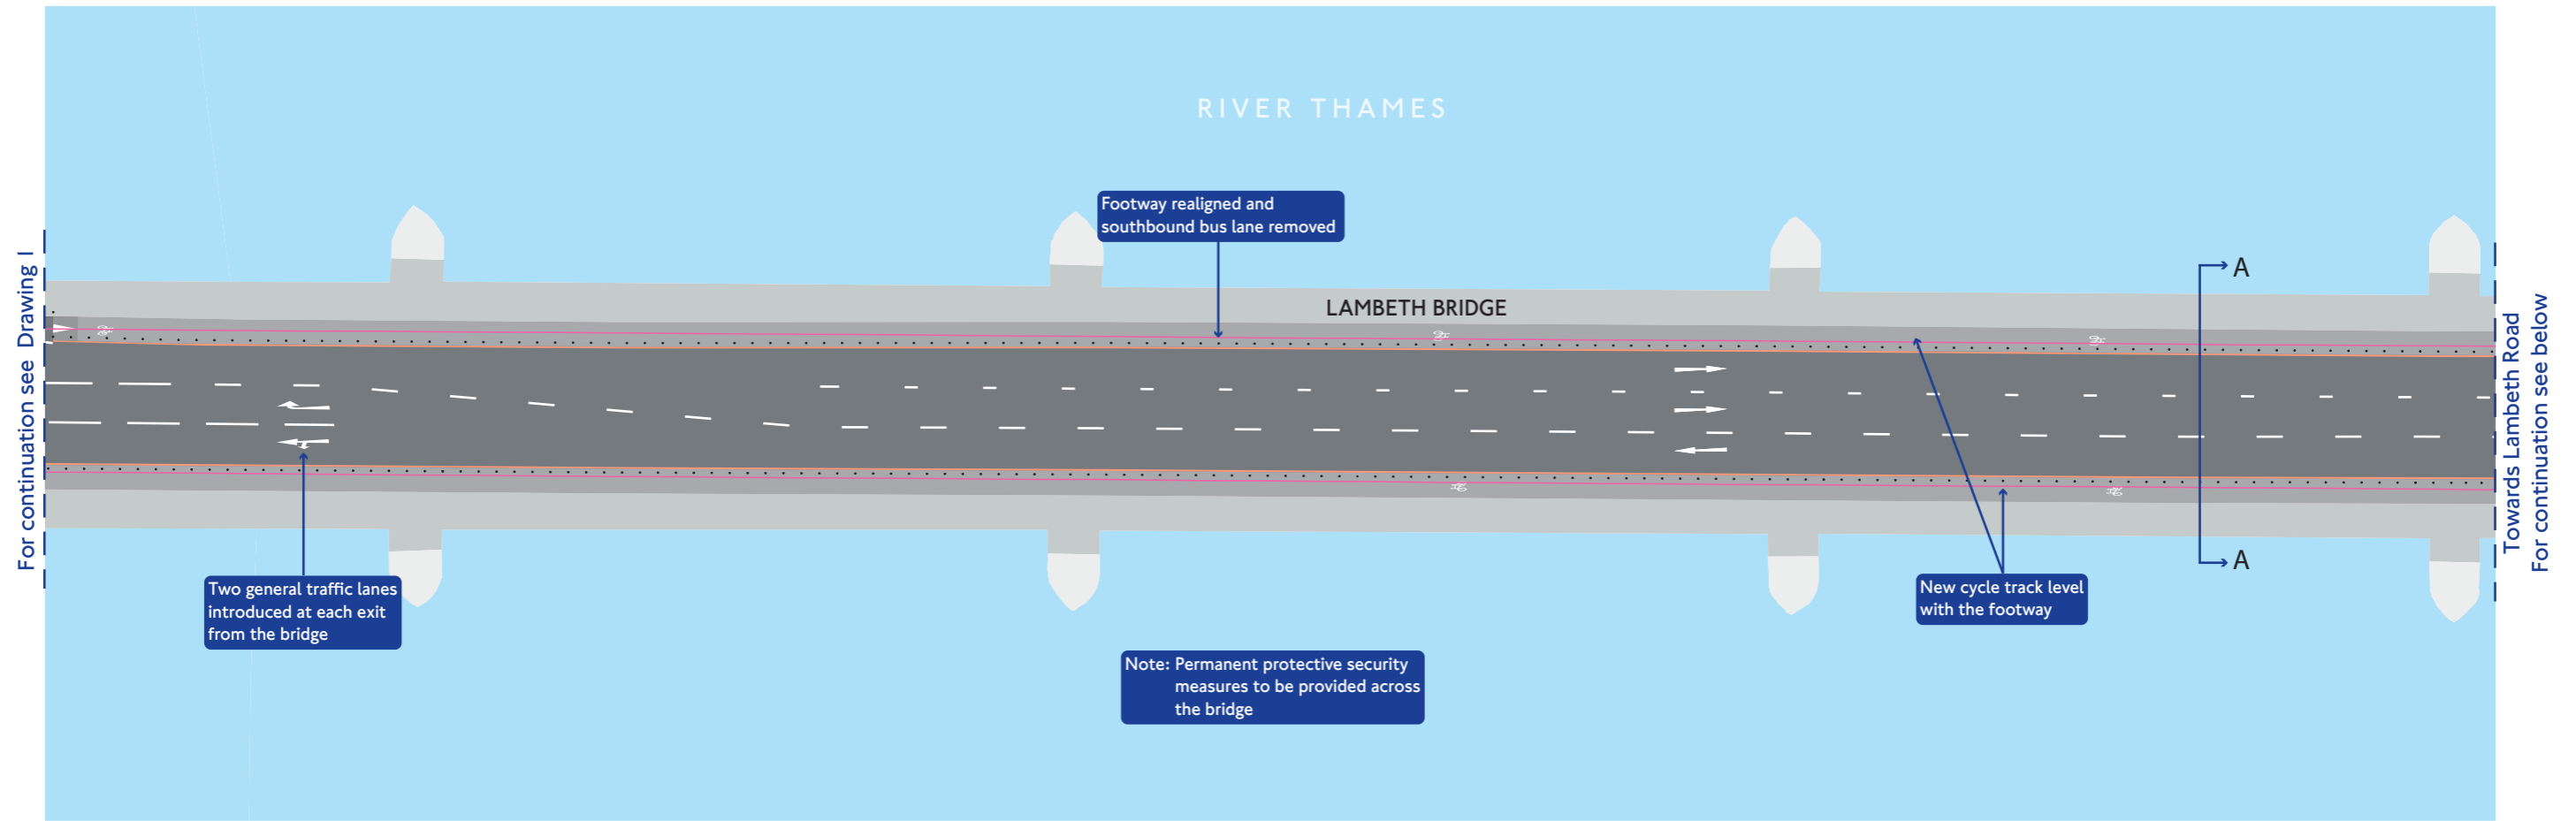 RIVER THAMES
Footway realigned and
southbound bus lane removed
For continuation see Drawing 1
LAMBETH BRIDGE
A
A
Towards Lambeth Road
For continuation see below
Two general traffic lanes
introduced at each exit
from the bridge
New cycle track level
with the footway
Note: Permanent protective security
measures to be provided across
the bridge